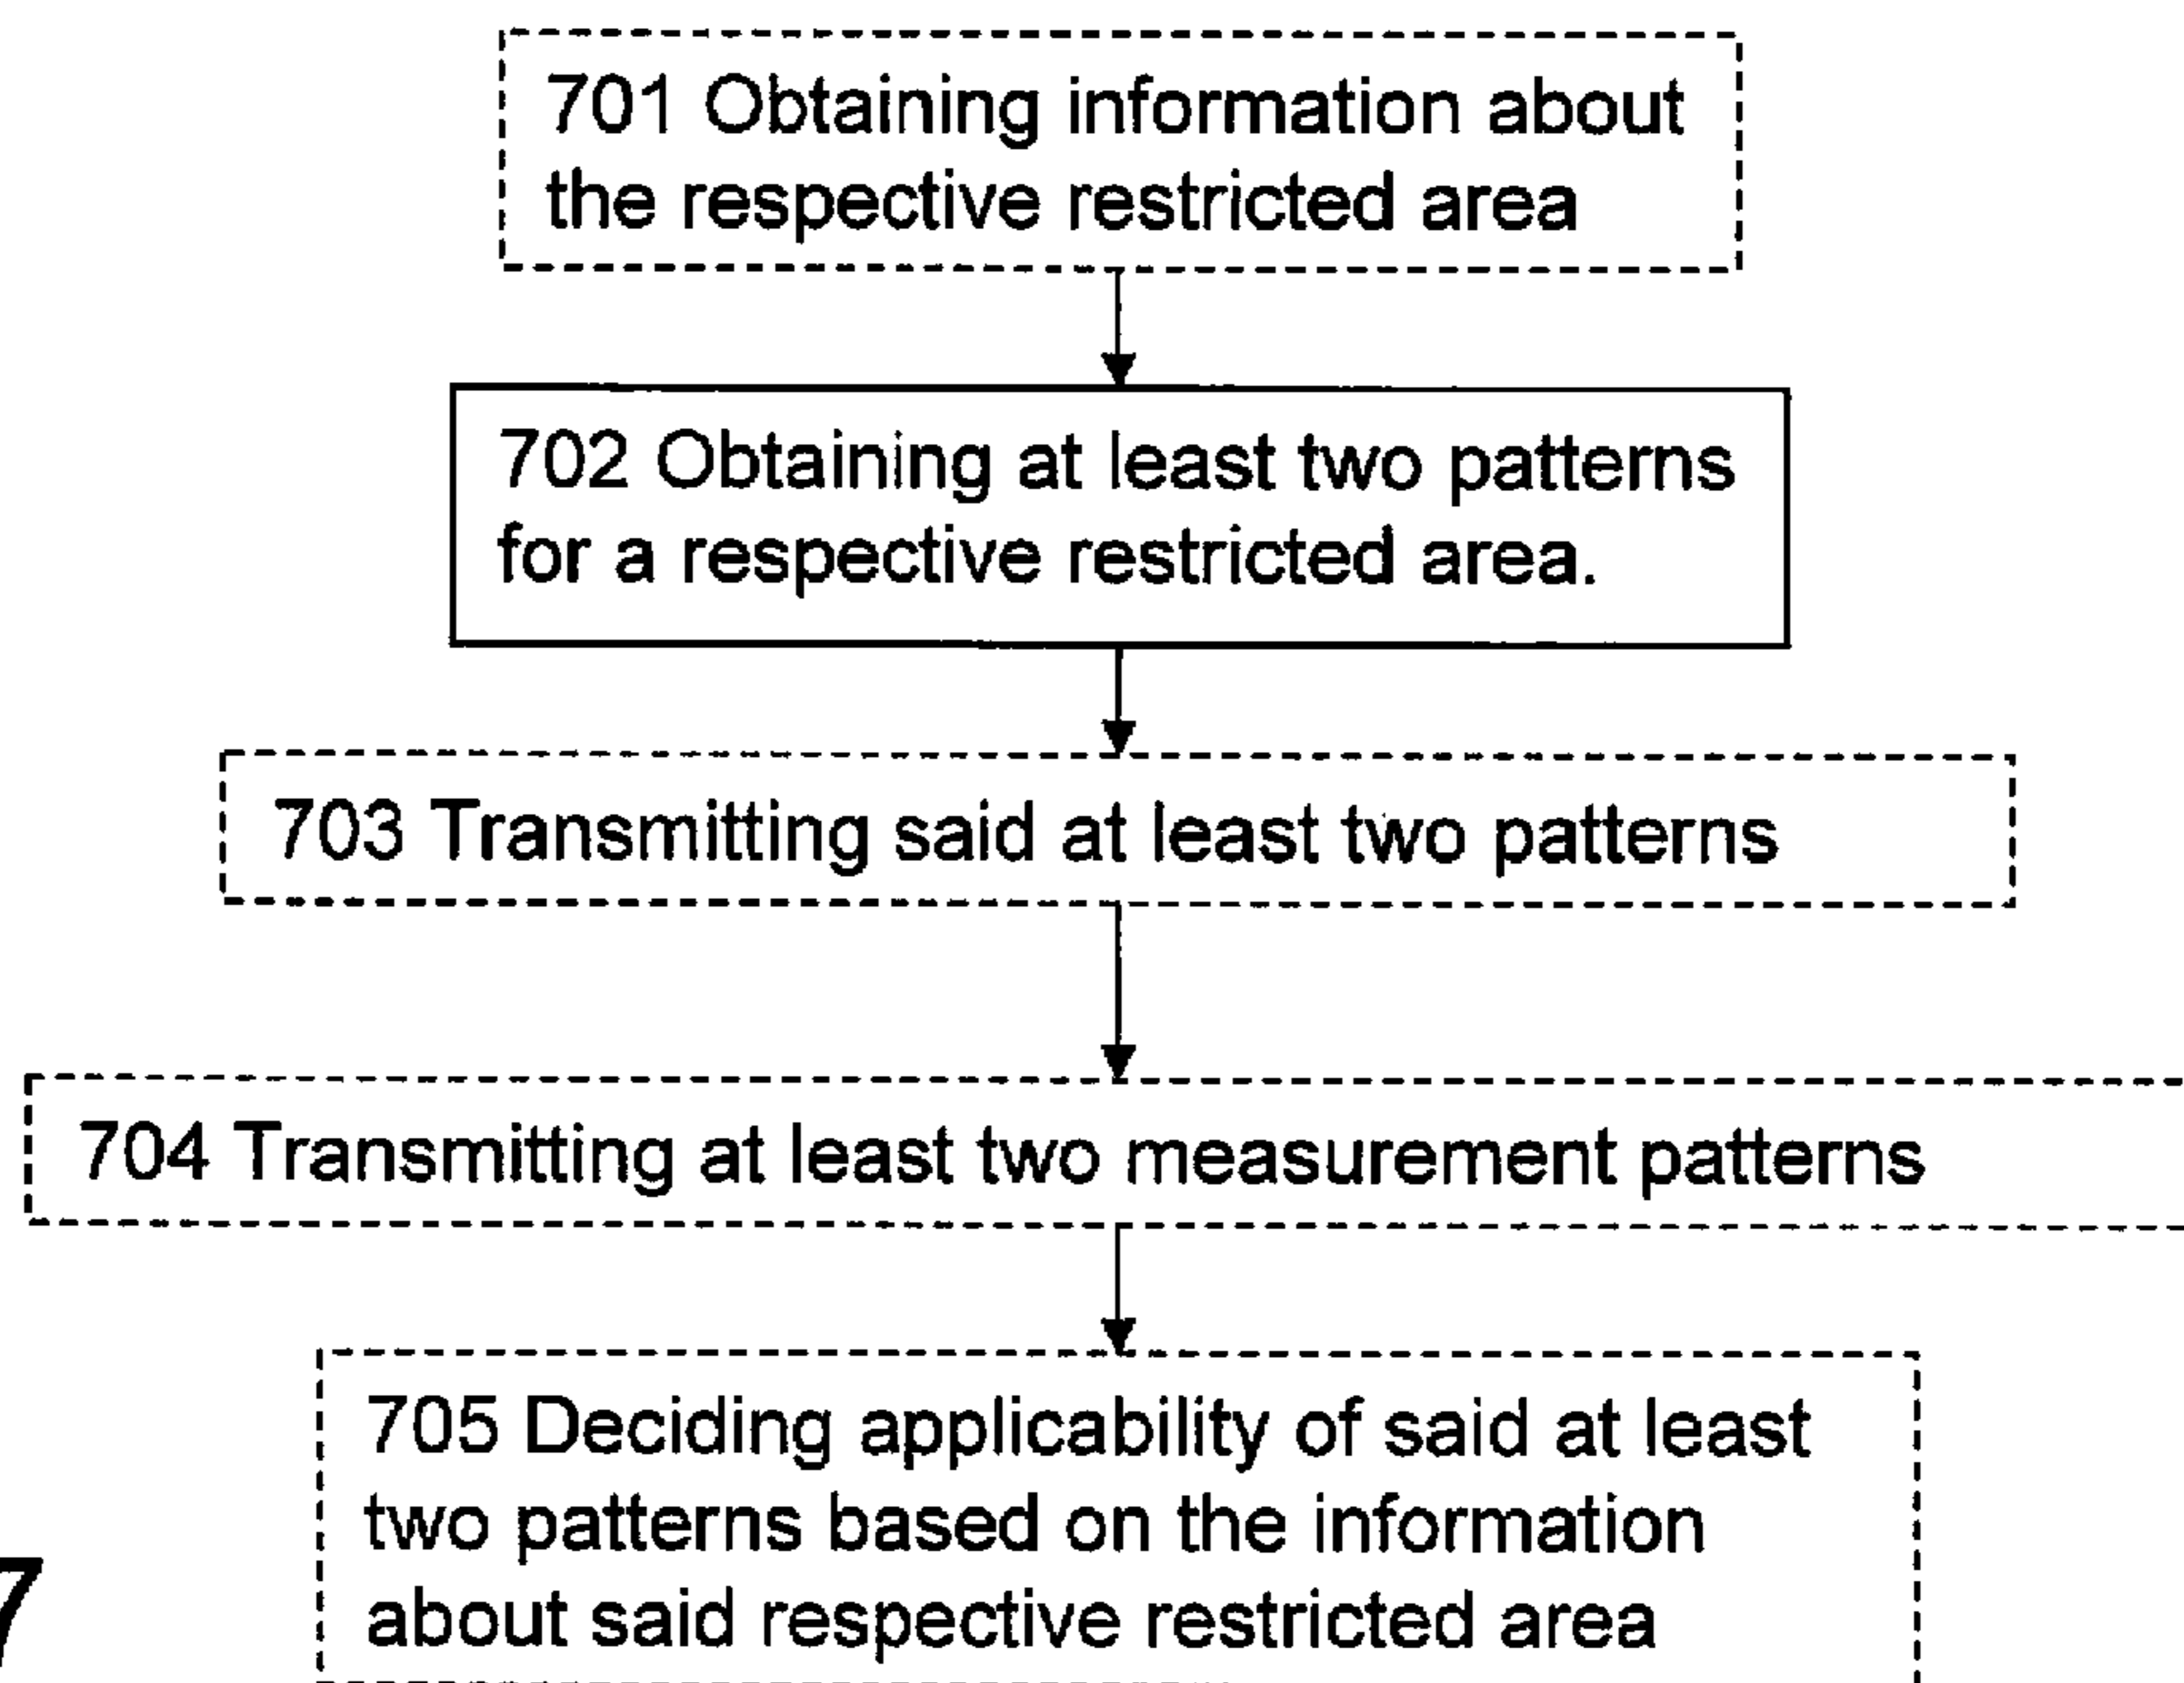 701 Obtaining information about
the respective restricted area
702 Obtaining at least two patterns
for a respective restricted area.
703 Transmitting said at least two patterns
704 Transmitting at least two measurement patterns
705 Deciding applicability of said at least
two patterns based on the information
about said respective restricted area
7